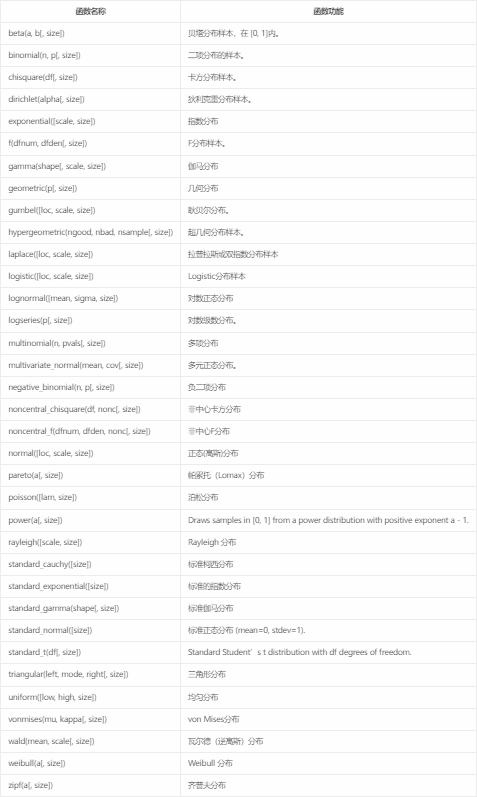 函数名称 函数功能
beta(a, b[, size]) 贝塔分布样本，在 [0, 1]内。
binomial(n, p[, size]) 二项分布的样本。
chisquare(df[, size]) 卡方分布样本。
dirichlet(alpha[, size]) 狄利克雷分布样本。
exponential([scale, size]) 指数分布
f(dfnum, dfden[, size]) F分布样本。
gamma(shape[, scale, size]) 伽马分布
geometric(p[, size]) 几何分布
gumbel([loc, scale, size]) 耿贝尔分布。
hypergeometric(ngood, nbad, nsample[, size]) 超几何分布样本。
laplace([loc, scale, size]) 拉普拉斯或双指数分布样本
logistic([loc, scale, size]) Logistic分布样本
lognormal([mean, sigma, size]) 对数正态分布
logseries(p[, size]) 对数级数分布。
multinomial(n, pvals[, size]) 多项分布
multivariate_normal(mean, cov[, size]) 多元正态分布。
negative_binomial(n, p[, size]) 负二项分布
noncentral_chisquare(df, nonc[, size]) 非中心卡方分布
noncentral_f(dfnum, dfden, nonc[, size]) 非中心F分布
normal([loc, scale, size]) 正态(高斯)分布
pareto(a[, size]) 帕累托（Lomax）分布
poisson([lam, size]) 泊松分布
power(a[, size]) Draws samples in [0, 1] from a power distribution with positive exponent a - 1.
rayleigh([scale, size]) Rayleigh 分布
standard_cauchy([size]) 标准柯西分布
standard_exponential([size]) 标准的指数分布
standard_gamma(shape[, size]) 标准伽马分布
standard_normal([size]) 标准正态分布 (mean=0, stdev=1).
standard_t(df[, size]) Standard Student’s t distribution with df degrees of freedom.
triangular(left, mode, right[, size]) 三角形分布
uniform([low, high, size]) 均匀分布
vonmises(mu, kappa[, size]) von Mises分布
wald(mean, scale[, size]) 瓦尔德（逆高斯）分布
weibull(a[, size]) Weibull 分布
zipf(a[, size]) 齐普夫分布